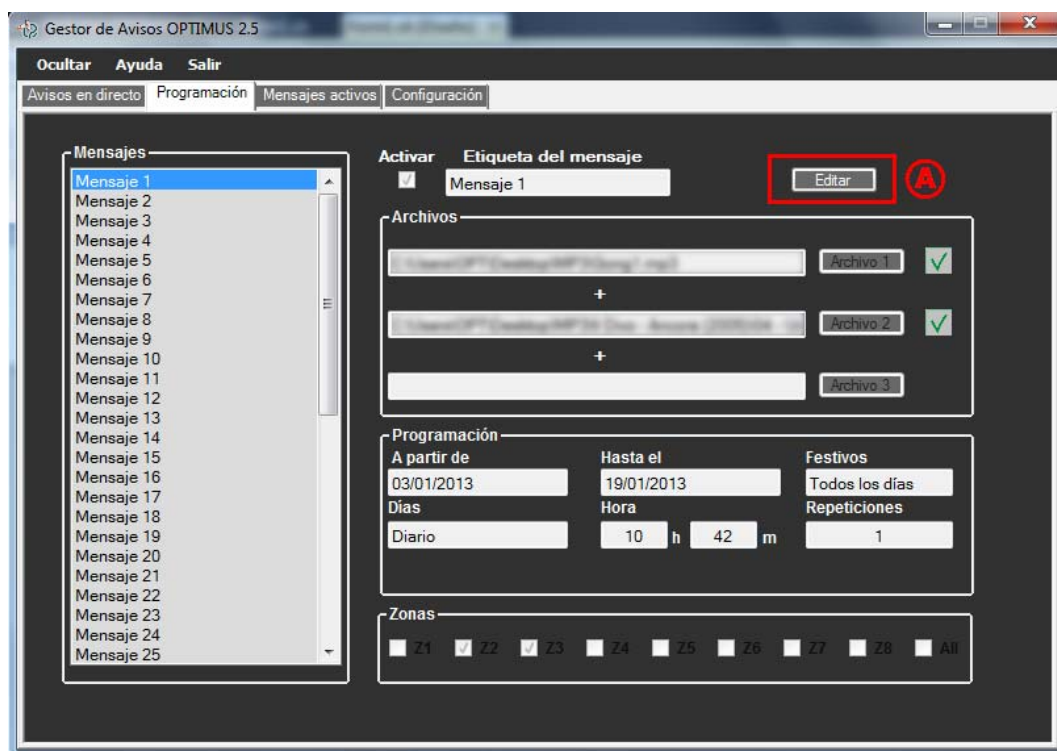 Gestor de Avisos OPTIMUS 2.5
Ocultar Ayuda Salir
Avisos en directo Programación Mensajes activos Configuración
Mensajes
Mensaje 1
Mensaje 2
Mensaje 3
Mensaje 4
Mensaje 5
Mensaje 6
Mensaje 7
Mensaje 8
Mensaje 9
Mensaje 10
Mensaje 11
Mensaje 12
Mensaje 13
Mensaje 14
Mensaje 15
Mensaje 16
Mensaje 17
Mensaje 18
Mensaje 19
Mensaje 20
Mensaje 21
Mensaje 22
Mensaje 23
Mensaje 24
Mensaje 25
Activar Etiqueta del mensaje
Mensaje 1
Editar A
Archivos
Archivo 1
+
Archivo 2
+
Archivo 3
Programación
A partir de Hasta el Festivos
03/01/2013 19/01/2013 Todos los días
Días Hora Repeticiones
Diario 10 h 42 m 1
Zonas
Z1 Z2 Z3 Z4 Z5 Z6 Z7 Z8 All